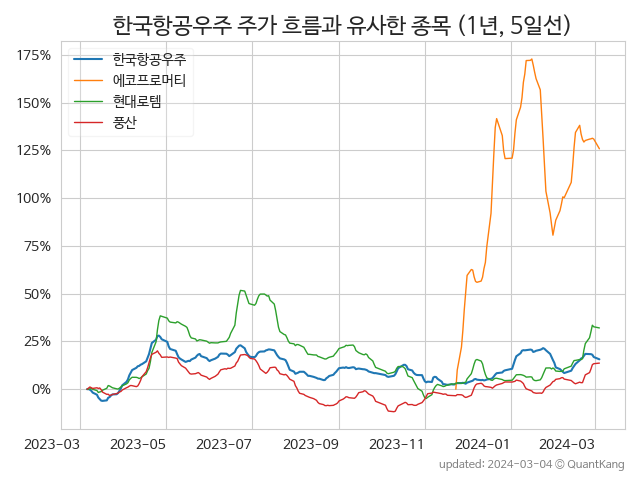 한국항공우주 주가 흐름과 유사한 종목 (1년, 5일선)
한국항공우주
에코프로머티
현대로템
풍산
175%
150%
125%
100%
75%
50%
25%
0%
2023-03 2023-05 2023-07 2023-09 2023-11 2024-01 2024-03
updated: 2024-03-04 © QuantKang